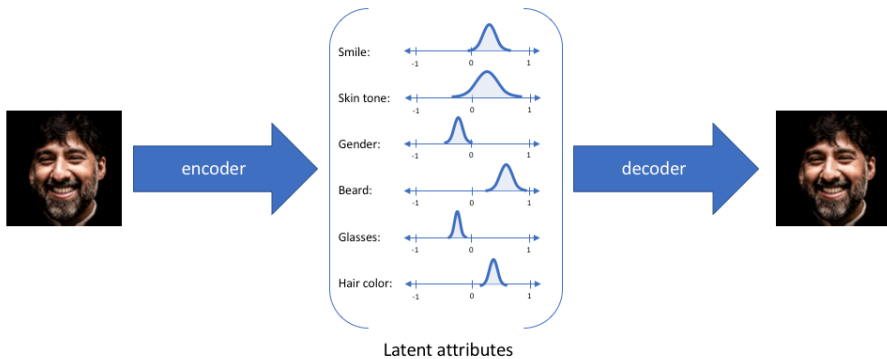 Smile:
-1 0 1
Skin tone:
-1 0 1
Gender:
-1 0 1
encoder
decoder
Beard:
-1 0 1
Glasses:
-1 0 1
Hair color:
-1 0 1
Latent attributes